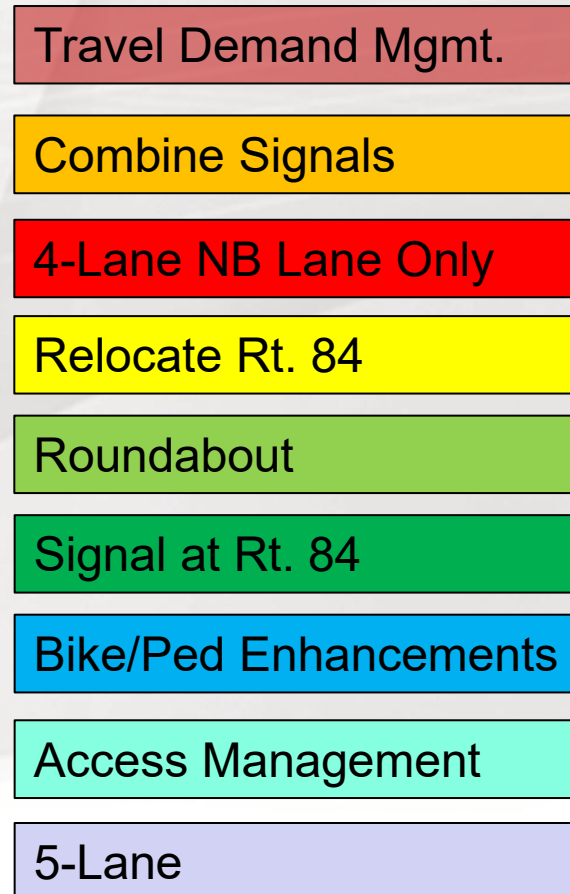 Travel Demand Mgmt.
Combine Signals
4-Lane NB Lane Only
Relocate Rt. 84
Roundabout
Signal at Rt. 84
Bike/Ped Enhancements
Access Management
5-Lane